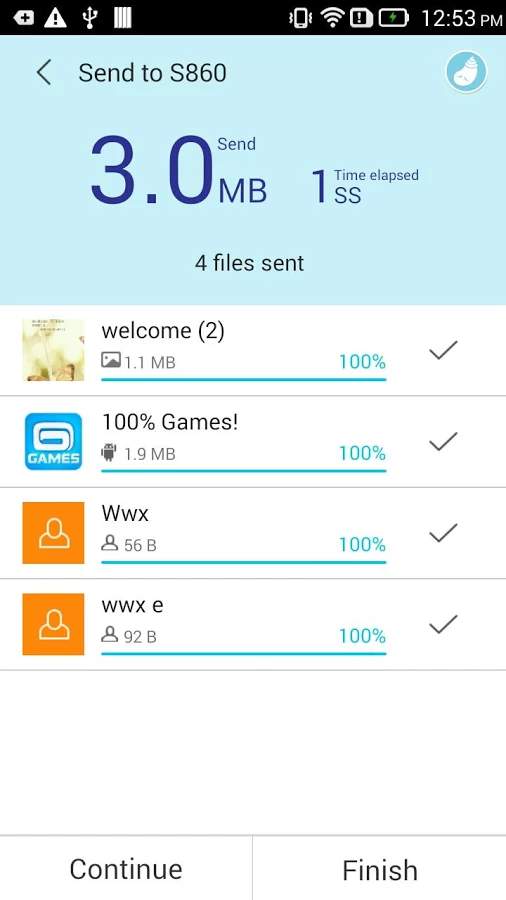 12:53 PM
Send to S860
3.0 MB Send
1 SS Time elapsed
4 files sent
welcome (2)
1.1 MB 100%
100% Games!
GAMES
1.9 MB 100%
Wwx
56 B 100%
wwx e
92 B 100%
Continue Finish